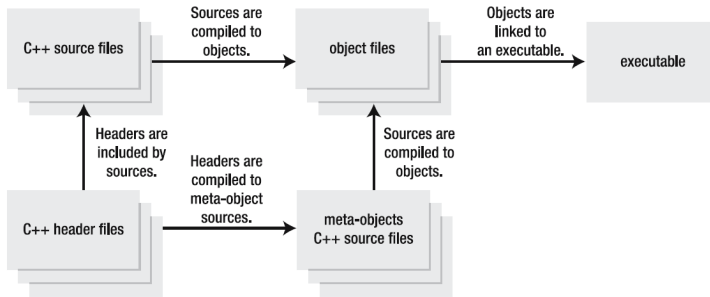 Sources are
compiled to
objects.
Objects are
linked to
an executable.
C++ source files
object files
executable
Headers are
included by
sources.
Headers are
compiled to
meta-object
sources.
Sources are
compiled to
objects.
C++ header files
meta-objects
C++ source files